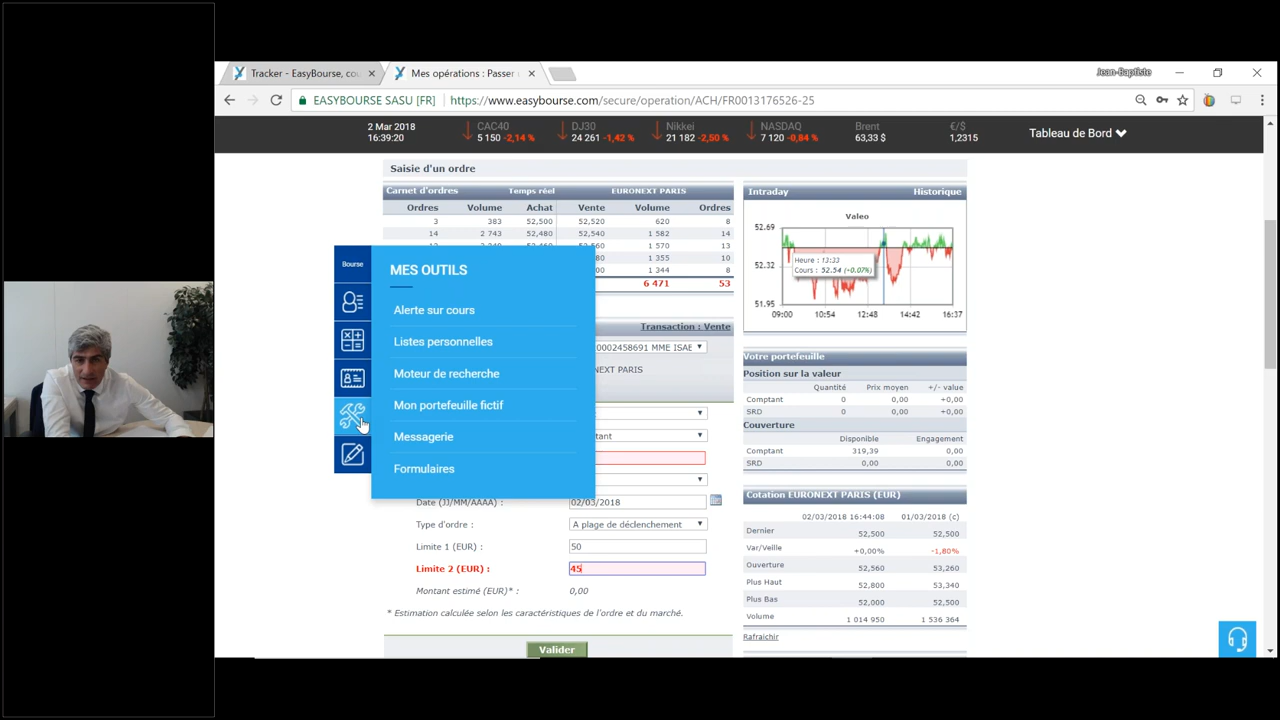 Tracker - EasyBourse, cou
Mes opérations : Passer
Jean-Baptiste
EASYBOURSE SASU [FR] https://www.easybourse.com/secure/operation/ACH/FR0013176526-25
2 Mar 2018 CAC40 DJ30 Nikkei NASDAQ Brent €/$
16:39:20 5 150 -2,14 % 24 261 -1,42 % 21 182 -2,50 % 7 120 -0,84 % 63,33 $ 1,2315
Tableau de Bord
Saisie d'un ordre
Carnet d'ordres Temps réel EURONEXT PARIS
Ordres Volume Achat Vente Volume Ordres
3 383 52,500 52,520 620 8
14 2 743 52,480 52,540 1 582 14
1 570 13
1 355 10
1 344 8
6 471 53
Bourse
MES OUTILS
Alerte sur cours
Listes personnelles
Moteur de recherche
Mon portefeuille fictif
Messagerie
Formulaires
Transaction : Vente
0002458691 MME ISAE
NEXT PARIS
tant
Date (JJ/MM/AAAA) : 02/03/2018
Type d'ordre : A plage de déclenchement
Limite 1 (EUR) : 50
Limite 2 (EUR) : 45
Montant estimé (EUR)* : 0,00
* Estimation calculée selon les caractéristiques de l'ordre et du marché.
Valider
Intraday Historique
Valeo
52.69
52.32
51.95
Heure : 13:33
Cours : 52.54 (+0.07%)
09:00 10:54 12:48 14:42 16:37
Votre portefeuille
Position sur la valeur
Quantité Prix moyen +/- value
Comptant 0 0,00 +0,00
SRD 0 0,00 +0,00
Couverture
Disponible Engagement
Comptant 319,39 0,00
SRD 0,00 0,00
Cotation EURONEXT PARIS (EUR)
02/03/2018 16:44:08 01/03/2018 (c)
Dernier 52,500 52,500
Var/Veille +0,00% -1,80%
Ouverture 52,560 53,260
Plus Haut 52,800 53,340
Plus Bas 52,000 52,500
Volume 1 014 950 1 536 364
Rafraichir